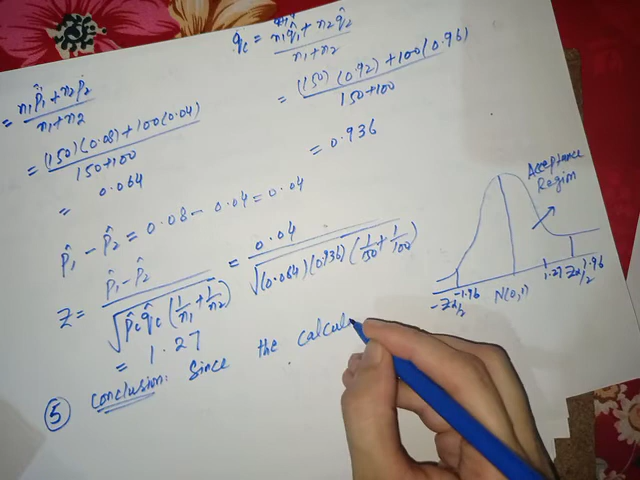 q̂c = n1q̂1 + n2q̂2 / n1 + n2
= (150)(0.92) + 100(0.96) / 150 + 100
= 0.936
= n1p̂1 + n2p̂2 / n1 + n2
= (150)(0.08) + 100(0.04) / 150 + 100
= 0.064
p̂1 - p̂2 = 0.08 - 0.04 = 0.04
Z = p̂1 - p̂2 / √p̂c q̂c (1/n1 + 1/n2) = 0.04 / √(0.064)(0.936)(1/150 + 1/100)
= 1.27
Acceptance
Region
-1.96 1.27 1.96
-Zα/2 N(0,1) Zα/2
⑤ Conclusion: Since the calcul